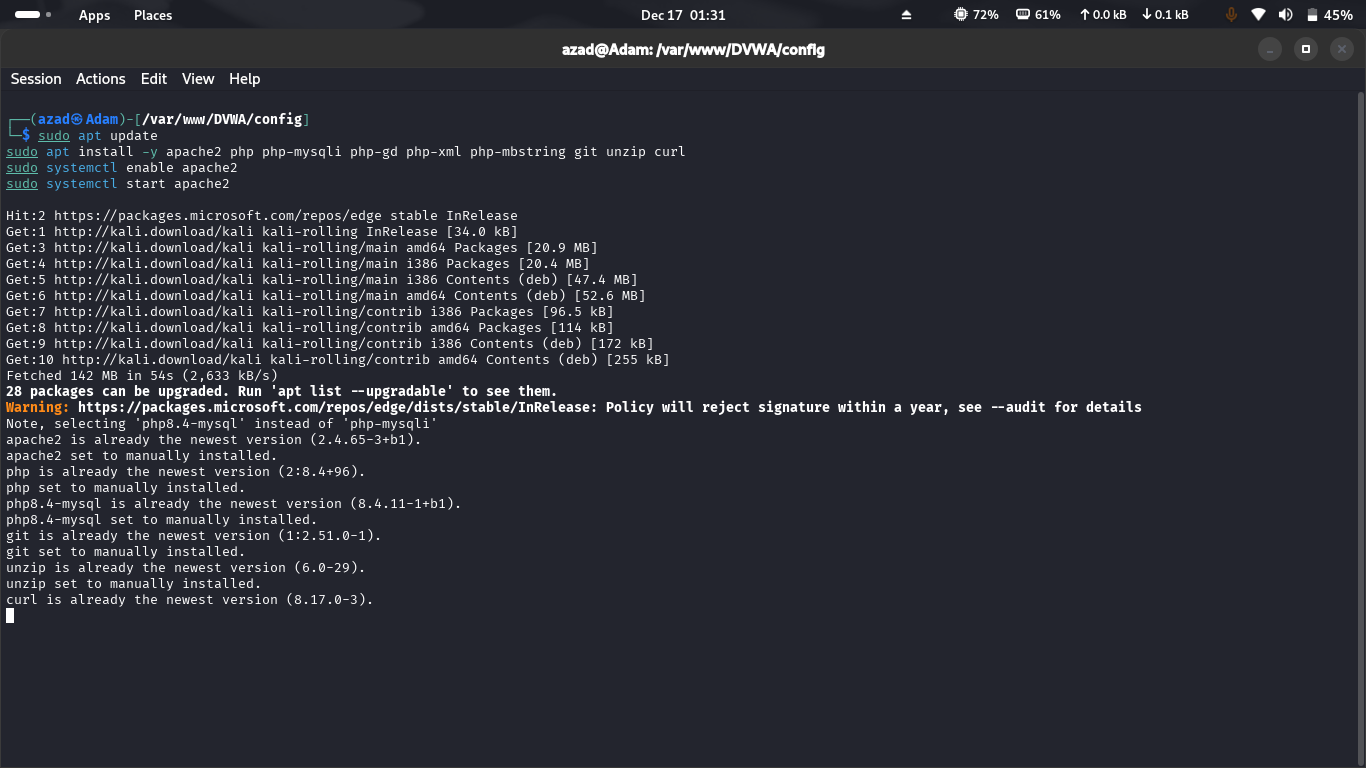 Apps Places Dec 17 01:31 72% 61% 0.0 kB 0.1 kB 45%
azad@Adam: /var/www/DVWA/config
Session Actions Edit View Help
┌──(azad㉿Adam)-[/var/www/DVWA/config]
└─$ sudo apt update
sudo apt install -y apache2 php php-mysqli php-gd php-xml php-mbstring git unzip curl
sudo systemctl enable apache2
sudo systemctl start apache2
Hit:2 https://packages.microsoft.com/repos/edge stable InRelease
Get:1 http://kali.download/kali kali-rolling InRelease [34.0 kB]
Get:3 http://kali.download/kali kali-rolling/main amd64 Packages [20.9 MB]
Get:4 http://kali.download/kali kali-rolling/main i386 Packages [20.4 MB]
Get:5 http://kali.download/kali kali-rolling/main i386 Contents (deb) [47.4 MB]
Get:6 http://kali.download/kali kali-rolling/main amd64 Contents (deb) [52.6 MB]
Get:7 http://kali.download/kali kali-rolling/contrib i386 Packages [96.5 kB]
Get:8 http://kali.download/kali kali-rolling/contrib amd64 Packages [114 kB]
Get:9 http://kali.download/kali kali-rolling/contrib i386 Contents (deb) [172 kB]
Get:10 http://kali.download/kali kali-rolling/contrib amd64 Contents (deb) [255 kB]
Fetched 142 MB in 54s (2,633 kB/s)
28 packages can be upgraded. Run 'apt list --upgradable' to see them.
Warning: https://packages.microsoft.com/repos/edge/dists/stable/InRelease: Policy will reject signature within a year, see --audit for details
Note, selecting 'php8.4-mysql' instead of 'php-mysqli'
apache2 is already the newest version (2.4.65-3+b1).
apache2 set to manually installed.
php is already the newest version (2:8.4+96).
php set to manually installed.
php8.4-mysql is already the newest version (8.4.11-1+b1).
php8.4-mysql set to manually installed.
git is already the newest version (1:2.51.0-1).
git set to manually installed.
unzip is already the newest version (6.0-29).
unzip set to manually installed.
curl is already the newest version (8.17.0-3).